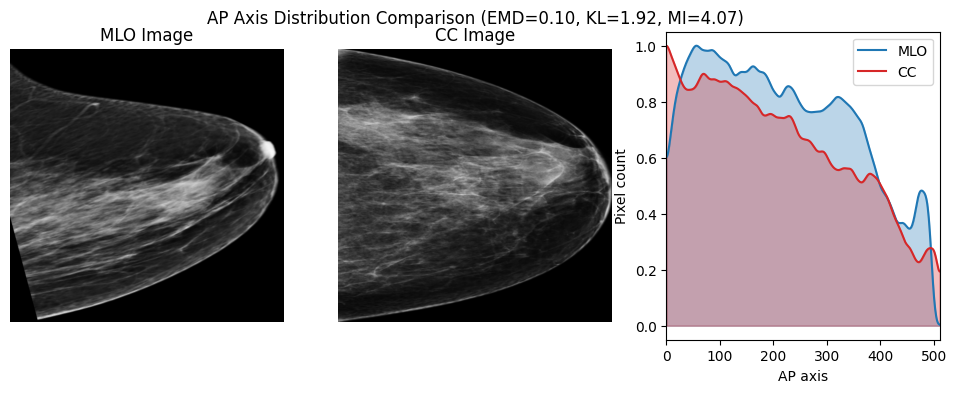 AP Axis Distribution Comparison (EMD=0.10, KL=1.92, MI=4.07)
MLO Image
CC Image
MLO
CC
1.0
0.8
0.6
0.4
0.2
0.0
Pixel count
0 100 200 300 400 500
AP axis